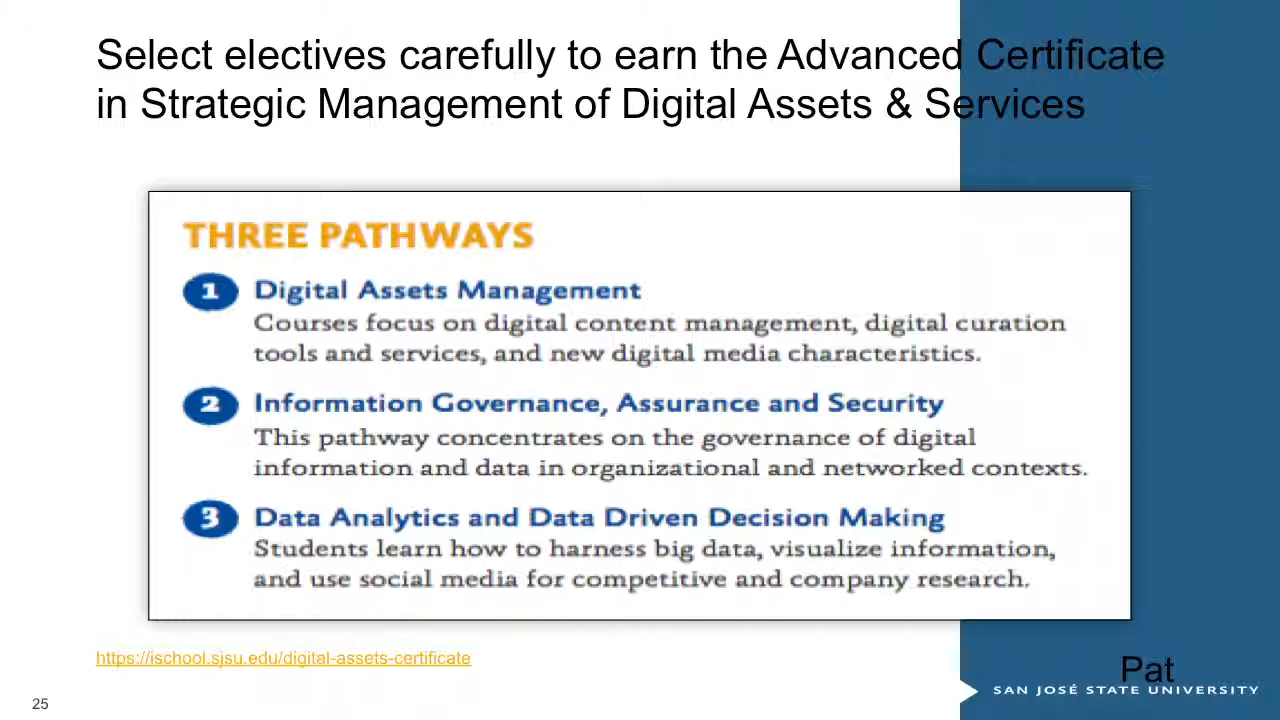 Select electives carefully to earn the Advanced Certificate
in Strategic Management of Digital Assets & Services
THREE PATHWAYS
1 Digital Assets Management
Courses focus on digital content management, digital curation
tools and services, and new digital media characteristics.
2 Information Governance, Assurance and Security
This pathway concentrates on the governance of digital
information and data in organizational and networked contexts.
3 Data Analytics and Data Driven Decision Making
Students learn how to harness big data, visualize information,
and use social media for competitive and company research.
https://ischool.sjsu.edu/digital-assets-certificate
Pat
SAN JOSÉ STATE UNIVERSITY
25